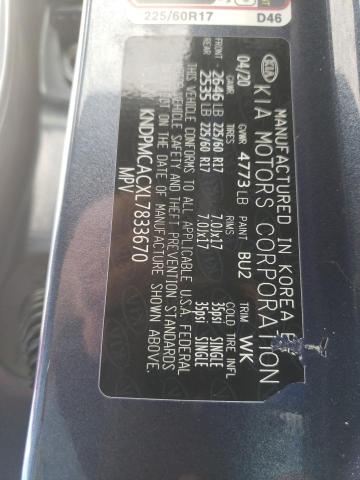 225/60R17 D46
KIA
MANUFACTURED IN KOREA
KIA MOTORS CORPORATION
04/20 GVWR 4773LB PAINT BU2 TRIM WK
GAWR TIRES RIMS COLD TIRE INFL
FRONT 2646LB 225/60 R17 7.0Jx17 35psi SINGLE
REAR 2535LB 225/60 R17 7.0Jx17 35psi SINGLE
THIS VEHICLE CONFORMS TO ALL APPLICABLE U.S.A. FEDERAL
MOTOR VEHICLE SAFETY AND THEFT PREVENTION STANDARDS
IN EFFECT ON THE DATE OF MANUFACTURE SHOWN ABOVE.
KNDPMCACXL7833670
MPV